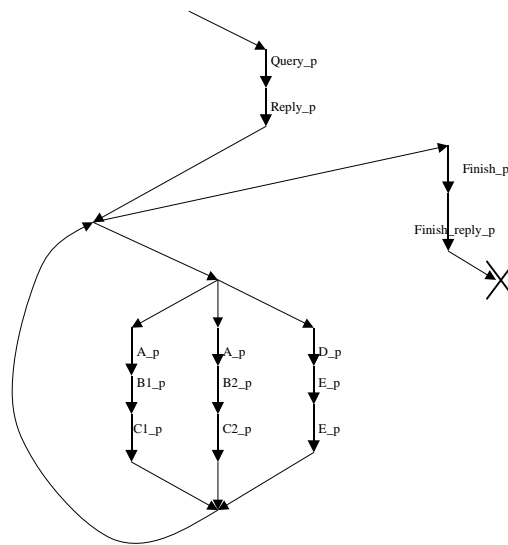 Query_p
Reply_p
Finish_p
Finish_reply_p
A_p A_p D_p
B1_p B2_p E_p
C1_p C2_p E_p